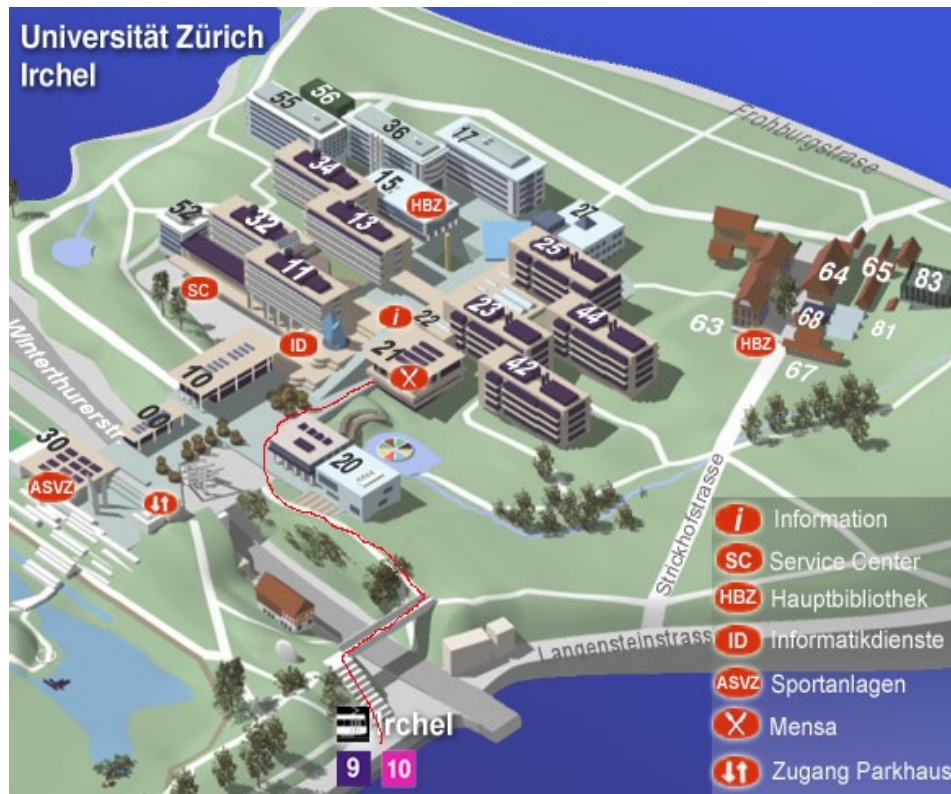 Universität Zürich
Irchel
Frohburgstrase
56
55
36
17
34
15
HBZ
52
32
13
27
25
11
64
65
83
SC
i
22
23
44
63
68
81
ID
21
HBZ
10
42
67
Winterthurerstr.
00
30
20
ASVZ
Strickhofstrasse
i Information
SC Service Center
HBZ Hauptbibliothek
Langensteinstrass
ID Informatikdienste
ASVZ Sportanlagen
Mensa
Irchel
9 10
Zugang Parkhaus